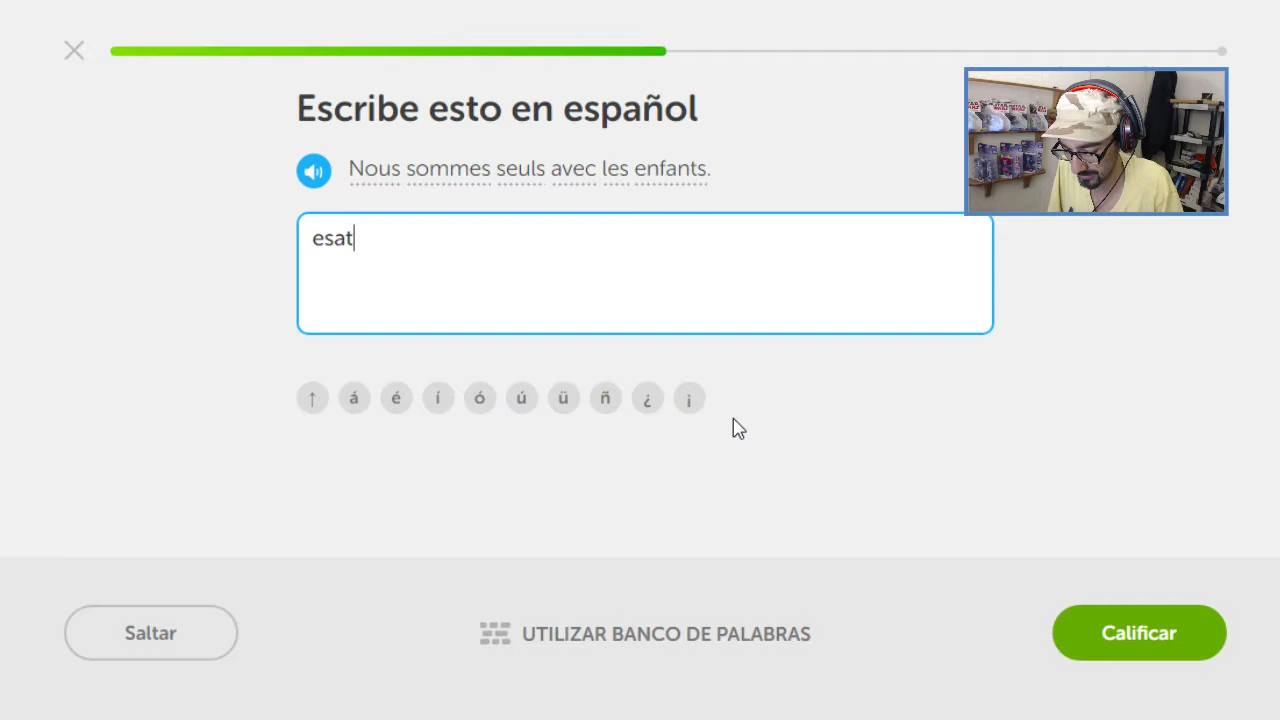 Escribe esto en español
Nous sommes seuls avec les enfants.
esat
↑ á é í ó ú ü ñ ¿ ¡
Saltar
UTILIZAR BANCO DE PALABRAS
Calificar